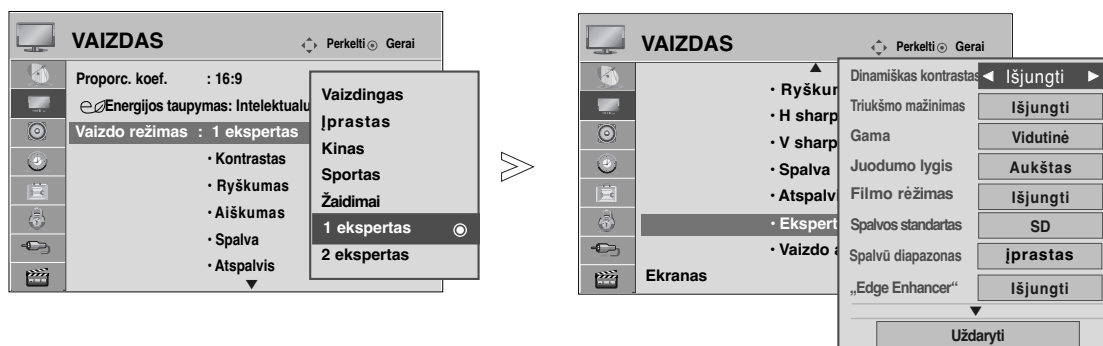 VAIZDAS
Perkelti Gerai
Proporc. koef. : 16:9
Energijos taupymas: Intelektualu
Vaizdo režimas : 1 ekspertas
• Kontrastas
• Ryškumas
• Aiškumas
• Spalva
• Atspalvis
Vaizdingas
Įprastas
Kinas
Sportas
Žaidimai
1 ekspertas
2 ekspertas
VAIZDAS
Perkelti Gerai
• Ryškum
• H sharp
• V sharp
• Spalva
• Atspalvi
• Ekspert
• Vaizdo a
Ekranas
Dinamiškas kontrastas ◀ Išjungti ▶
Triukšmo mažinimas Išjungti
Gama Vidutinė
Juodumo lygis Aukštas
Filmo rėžimas Išjungti
Spalvos standartas SD
Spalvū diapazonas įprastas
„Edge Enhancer“ Išjungti
Uždaryti